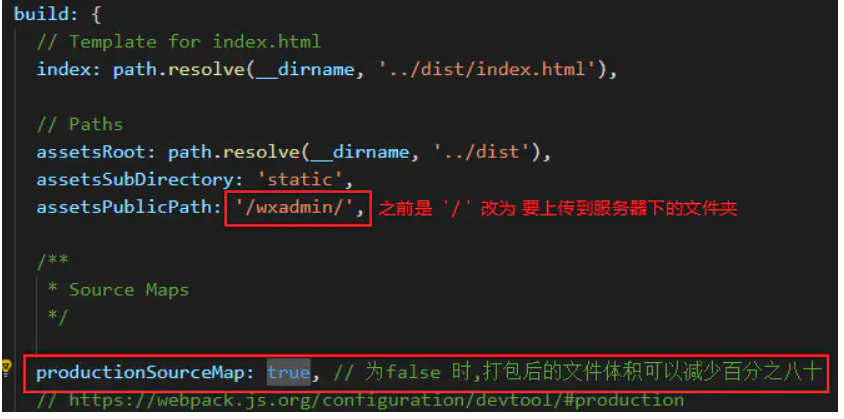 build: {
// Template for index.html
index: path.resolve(__dirname, '../dist/index.html'),
// Paths
assetsRoot: path.resolve(__dirname, '../dist'),
assetsSubDirectory: 'static',
assetsPublicPath: '/wxadmin/', 之前是 '/' 改为 要上传到服务器下的文件夹
/**
* Source Maps
*/
productionSourceMap: true, // 为false 时,打包后的文件体积可以减少百分之八十
// https://webpack.js.org/configuration/devtool/#production